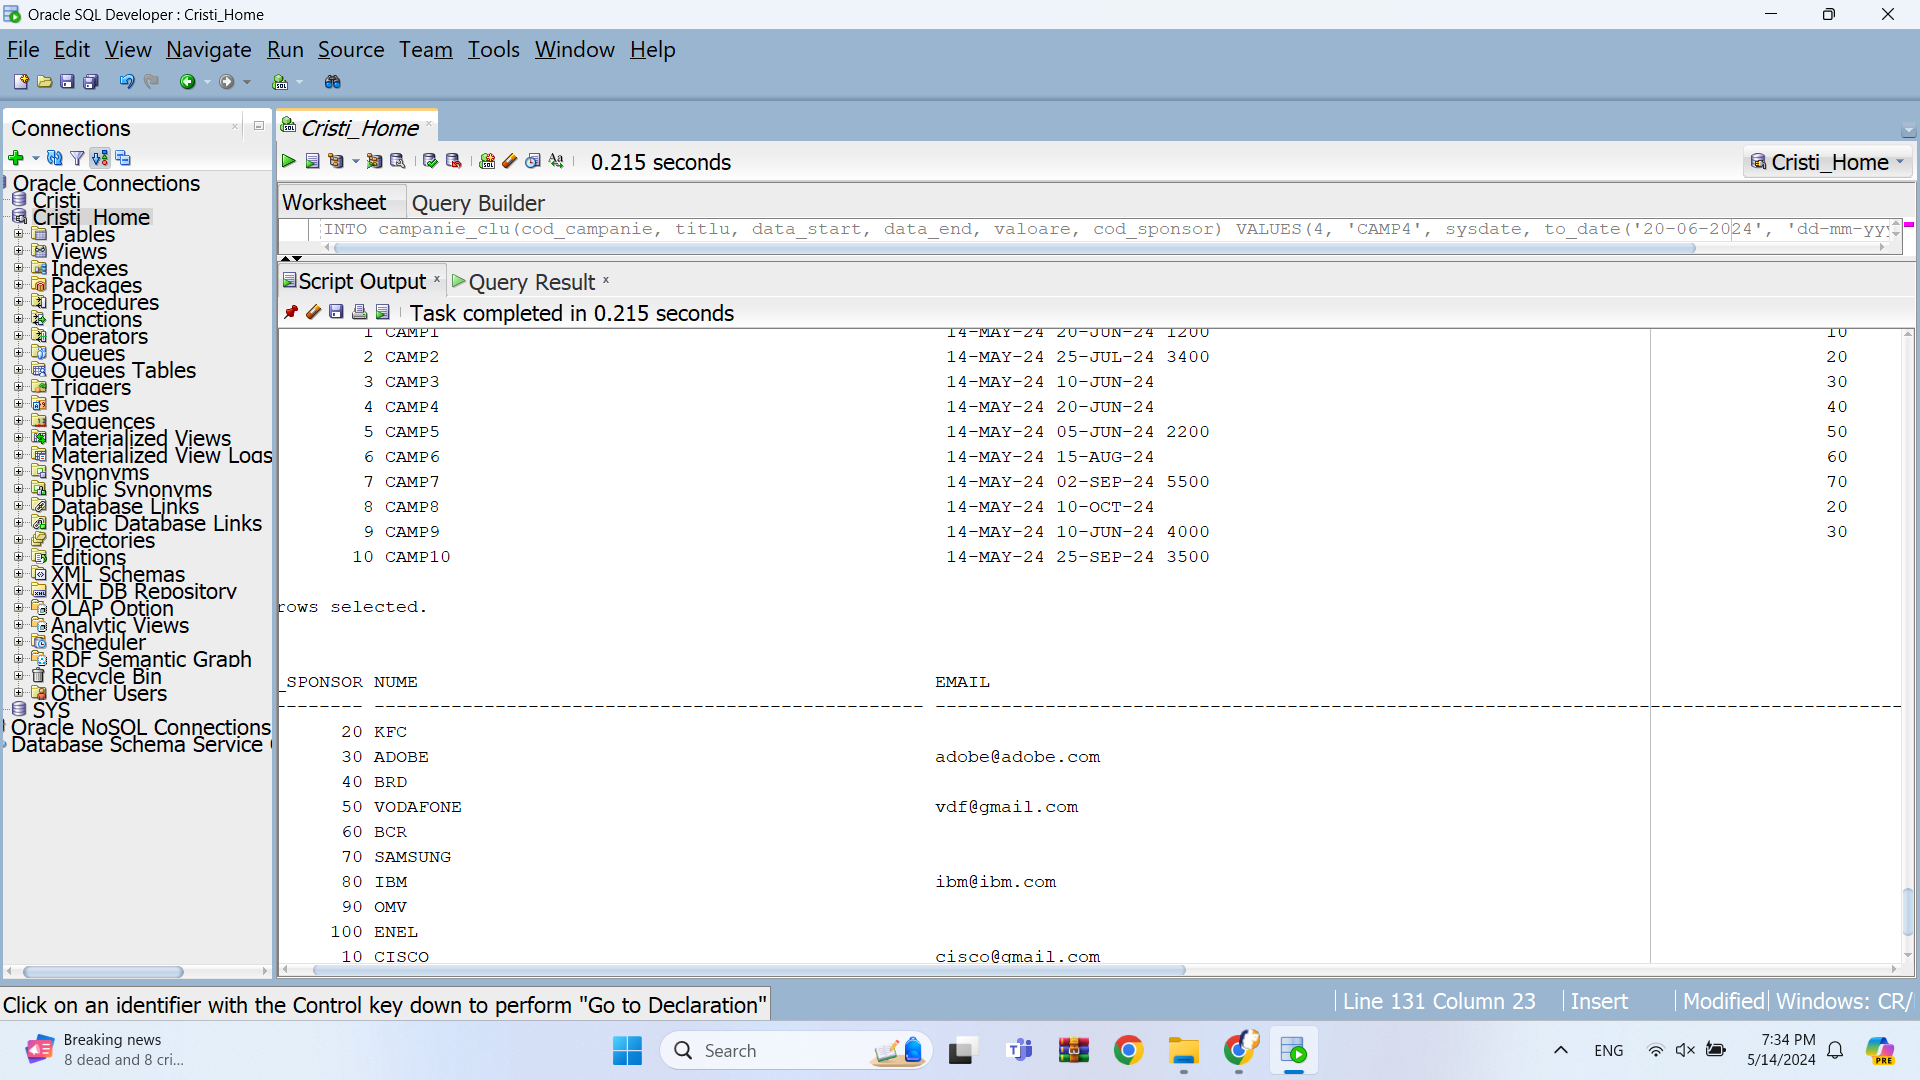 Oracle SQL Developer : Cristi_Home
File Edit View Navigate Run Source Team Tools Window Help
Connections
Cristi_Home
0.215 seconds
Cristi_Home
Worksheet Query Builder
INTO campanie_clu(cod_campanie, titlu, data_start, data_end, valoare, cod_sponsor) VALUES(4, 'CAMP4', sysdate, to_date('20-06-2024', 'dd-mm-yyy
Script Output Query Result
Task completed in 0.215 seconds
Oracle Connections
Cristi
Cristi_Home
Tables
Views
Indexes
Packages
Procedures
Functions
Operators
Queues
Queues Tables
Triggers
Types
Sequences
Materialized Views
Materialized View Logs
Synonyms
Public Synonyms
Database Links
Public Database Links
Directories
Editions
XML Schemas
XML DB Repository
OLAP Option
Analytic Views
Scheduler
RDF Semantic Graph
Recycle Bin
Other Users
SYS
Oracle NoSQL Connections
Database Schema Service
1 CAMP1 14-MAY-24 20-JUN-24 1200 10
2 CAMP2 14-MAY-24 25-JUL-24 3400 20
3 CAMP3 14-MAY-24 10-JUN-24 30
4 CAMP4 14-MAY-24 20-JUN-24 40
5 CAMP5 14-MAY-24 05-JUN-24 2200 50
6 CAMP6 14-MAY-24 15-AUG-24 60
7 CAMP7 14-MAY-24 02-SEP-24 5500 70
8 CAMP8 14-MAY-24 10-OCT-24 20
9 CAMP9 14-MAY-24 10-JUN-24 4000 30
10 CAMP10 14-MAY-24 25-SEP-24 3500
rows selected.
_SPONSOR NUME EMAIL
20 KFC
30 ADOBE adobe@adobe.com
40 BRD
50 VODAFONE vdf@gmail.com
60 BCR
70 SAMSUNG
80 IBM ibm@ibm.com
90 OMV
100 ENEL
10 CISCO cisco@gmail.com
Click on an identifier with the Control key down to perform "Go to Declaration"
Line 131 Column 23 Insert Modified Windows: CR/
Breaking news
8 dead and 8 cri...
Search
ENG
7:34 PM
5/14/2024
PRE